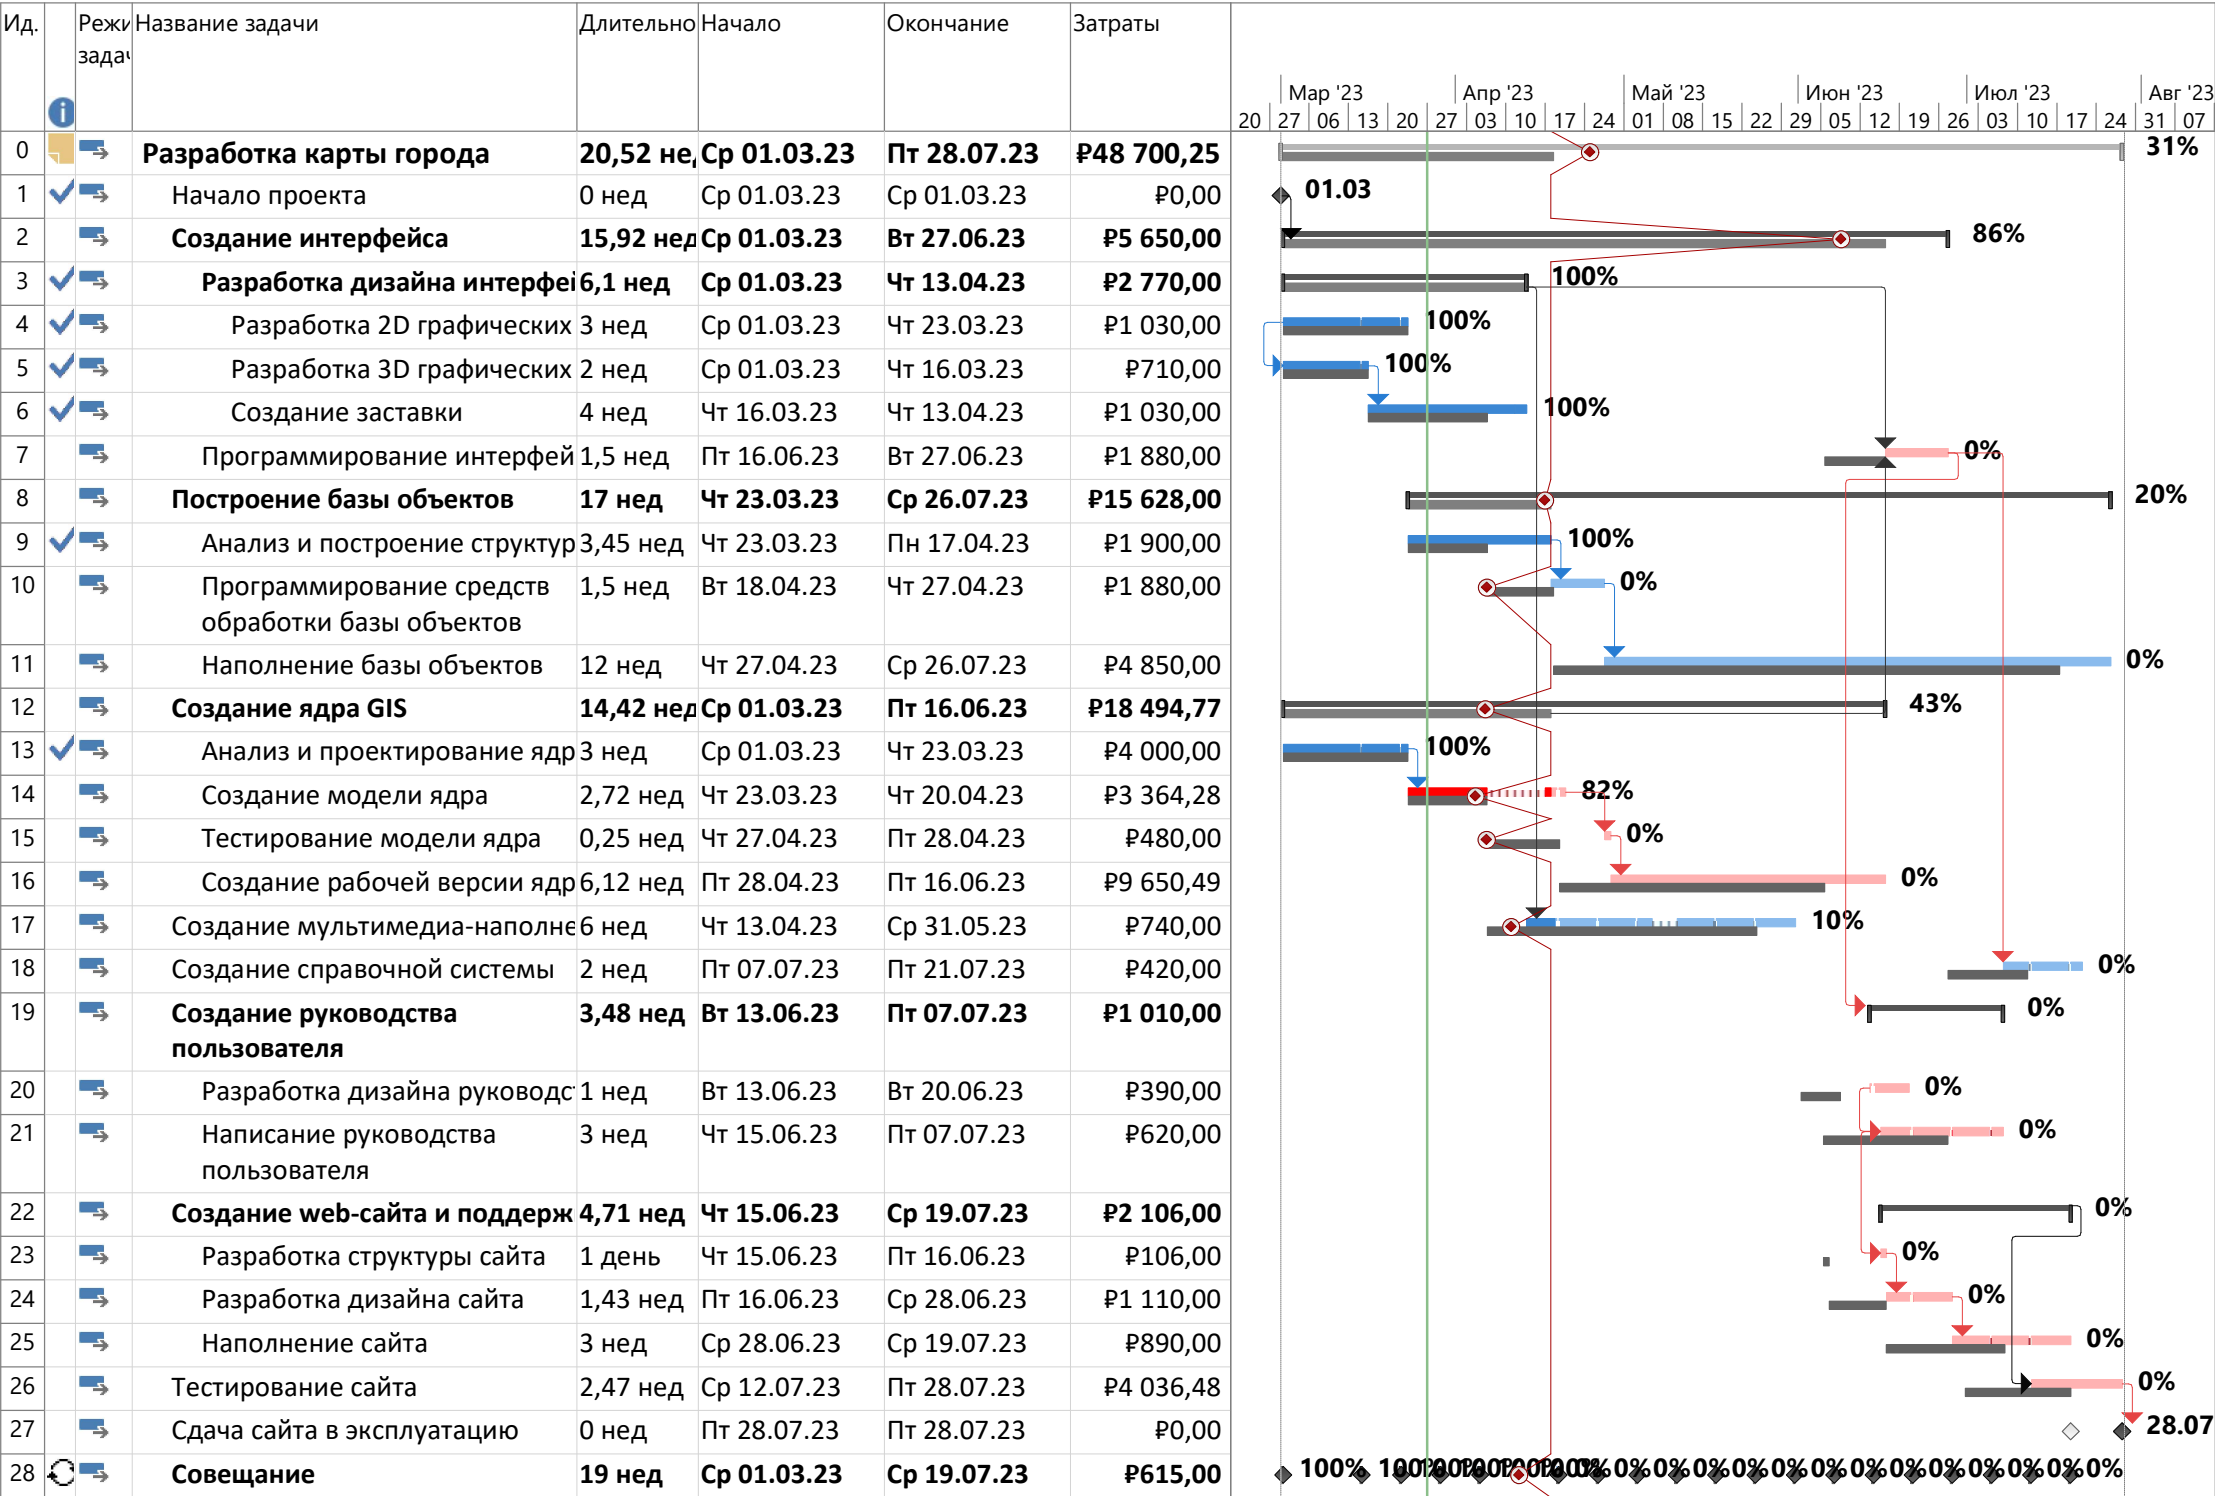 Ид.
Режи
задач
Название задачи
Длительно
Начало
Окончание
Затраты
Мар '23 Апр '23 Май '23 Июн '23 Июл '23 Авг '23
20 27 06 13 20 27 03 10 17 24 01 08 15 22 29 05 12 19 26 03 10 17 24 31 07
0 Разработка карты города 20,52 не, Ср 01.03.23 Пт 28.07.23 ₽48 700,25 31%
1 Начало проекта 0 нед Ср 01.03.23 Ср 01.03.23 ₽0,00 01.03
2 Создание интерфейса 15,92 нед Ср 01.03.23 Вт 27.06.23 ₽5 650,00 86%
3 Разработка дизайна интерфей 6,1 нед Ср 01.03.23 Чт 13.04.23 ₽2 770,00 100%
4 Разработка 2D графических 3 нед Ср 01.03.23 Чт 23.03.23 ₽1 030,00 100%
5 Разработка 3D графических 2 нед Ср 01.03.23 Чт 16.03.23 ₽710,00 100%
6 Создание заставки 4 нед Чт 16.03.23 Чт 13.04.23 ₽1 030,00 100%
7 Программирование интерфей 1,5 нед Пт 16.06.23 Вт 27.06.23 ₽1 880,00 0%
8 Построение базы объектов 17 нед Чт 23.03.23 Ср 26.07.23 ₽15 628,00 20%
9 Анализ и построение структур 3,45 нед Чт 23.03.23 Пн 17.04.23 ₽1 900,00 100%
10 Программирование средств 1,5 нед Вт 18.04.23 Чт 27.04.23 ₽1 880,00 0%
обработки базы объектов
11 Наполнение базы объектов 12 нед Чт 27.04.23 Ср 26.07.23 ₽4 850,00 0%
12 Создание ядра GIS 14,42 нед Ср 01.03.23 Пт 16.06.23 ₽18 494,77 43%
13 Анализ и проектирование ядр 3 нед Ср 01.03.23 Чт 23.03.23 ₽4 000,00 100%
14 Создание модели ядра 2,72 нед Чт 23.03.23 Чт 20.04.23 ₽3 364,28 82%
15 Тестирование модели ядра 0,25 нед Чт 27.04.23 Пт 28.04.23 ₽480,00 0%
16 Создание рабочей версии ядр 6,12 нед Пт 28.04.23 Пт 16.06.23 ₽9 650,49 0%
17 Создание мультимедиа-наполне 6 нед Чт 13.04.23 Ср 31.05.23 ₽740,00 10%
18 Создание справочной системы 2 нед Пт 07.07.23 Пт 21.07.23 ₽420,00 0%
19 Создание руководства 3,48 нед Вт 13.06.23 Пт 07.07.23 ₽1 010,00 0%
пользователя
20 Разработка дизайна руководст 1 нед Вт 13.06.23 Вт 20.06.23 ₽390,00 0%
21 Написание руководства 3 нед Чт 15.06.23 Пт 07.07.23 ₽620,00 0%
пользователя
22 Создание web-сайта и поддерж 4,71 нед Чт 15.06.23 Ср 19.07.23 ₽2 106,00 0%
23 Разработка структуры сайта 1 день Чт 15.06.23 Пт 16.06.23 ₽106,00 0%
24 Разработка дизайна сайта 1,43 нед Пт 16.06.23 Ср 28.06.23 ₽1 110,00 0%
25 Наполнение сайта 3 нед Ср 28.06.23 Ср 19.07.23 ₽890,00 0%
26 Тестирование сайта 2,47 нед Ср 12.07.23 Пт 28.07.23 ₽4 036,48 0%
27 Сдача сайта в эксплуатацию 0 нед Пт 28.07.23 Пт 28.07.23 ₽0,00 28.07
28 Совещание 19 нед Ср 01.03.23 Ср 19.07.23 ₽615,00 100% 0% 0% 0% 0% 0% 0% 0% 0% 0% 0% 0% 0% 0%